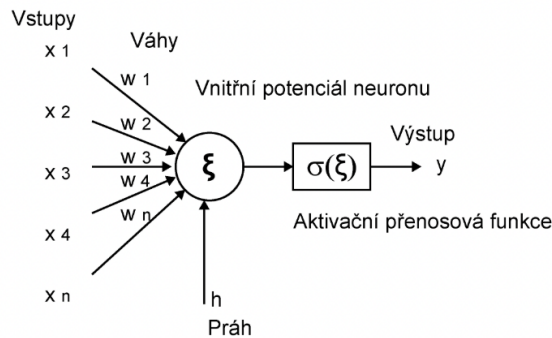 Vstupy
x 1
Váhy
w 1
Vnitřní potenciál neuronu
x 2
w 2
Výstup
x 3
w 3
ξ
σ(ξ)
y
w 4
w n
Aktivační přenosová funkce
x 4
x n
h
Práh